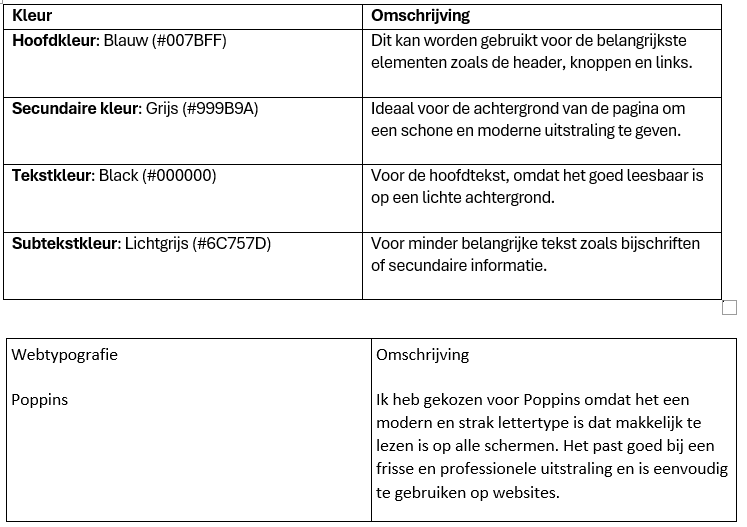 Kleur Omschrijving
Hoofdkleur: Blauw (#007BFF) Dit kan worden gebruikt voor de belangrijkste
elementen zoals de header, knoppen en links.
Secundaire kleur: Grijs (#999B9A) Ideaal voor de achtergrond van de pagina om
een schone en moderne uitstraling te geven.
Tekstkleur: Black (#000000) Voor de hoofdtekst, omdat het goed leesbaar is
op een lichte achtergrond.
Subtekstkleur: Lichtgrijs (#6C757D) Voor minder belangrijke tekst zoals bijschriften
of secundaire informatie.
Webtypografie Omschrijving
Poppins Ik heb gekozen voor Poppins omdat het een
modern en strak lettertype is dat makkelijk te
lezen is op alle schermen. Het past goed bij een
frisse en professionele uitstraling en is eenvoudig
te gebruiken op websites.